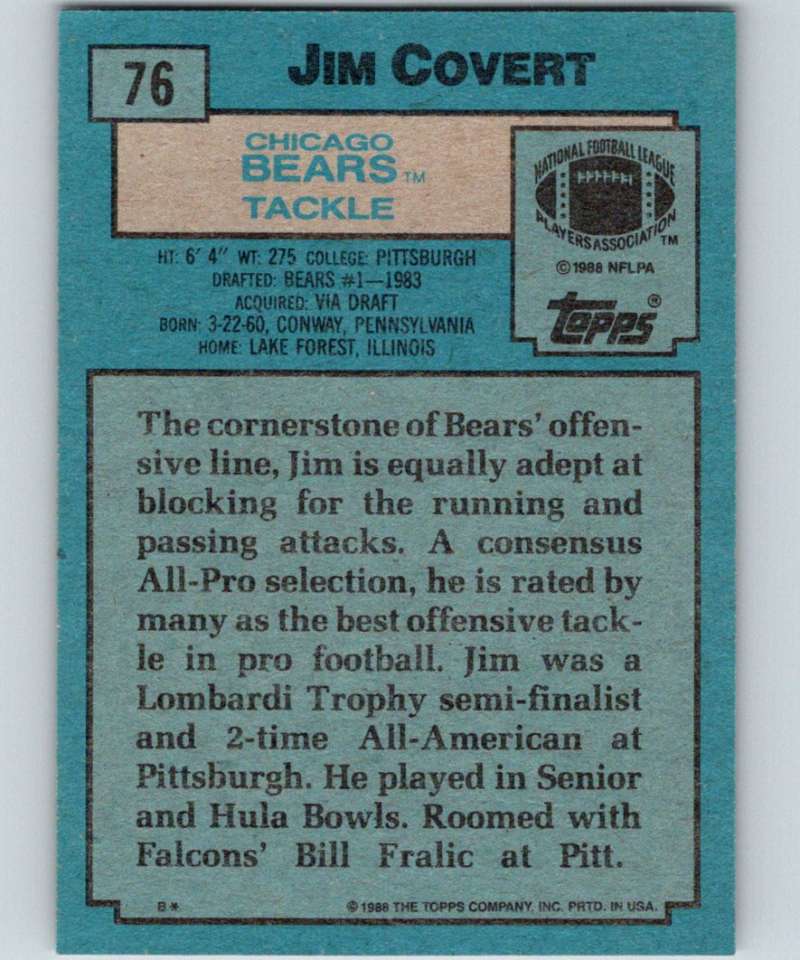 76
JIM COVERT
CHICAGO
BEARS™
TACKLE
NATIONAL FOOTBALL LEAGUE
PLAYERS ASSOCIATION™
©1988 NFLPA
Topps®
HT: 6' 4" WT: 275 COLLEGE: PITTSBURGH
DRAFTED: BEARS #1—1983
ACQUIRED: VIA DRAFT
BORN: 3-22-60, CONWAY, PENNSYLVANIA
HOME: LAKE FOREST, ILLINOIS
The cornerstone of Bears' offen-
sive line, Jim is equally adept at
blocking for the running and
passing attacks. A consensus
All-Pro selection, he is rated by
many as the best offensive tack-
le in pro football. Jim was a
Lombardi Trophy semi-finalist
and 2-time All-American at
Pittsburgh. He played in Senior
and Hula Bowls. Roomed with
Falcons' Bill Fralic at Pitt.
B* ©1988 THE TOPPS COMPANY, INC. PRTD. IN USA.